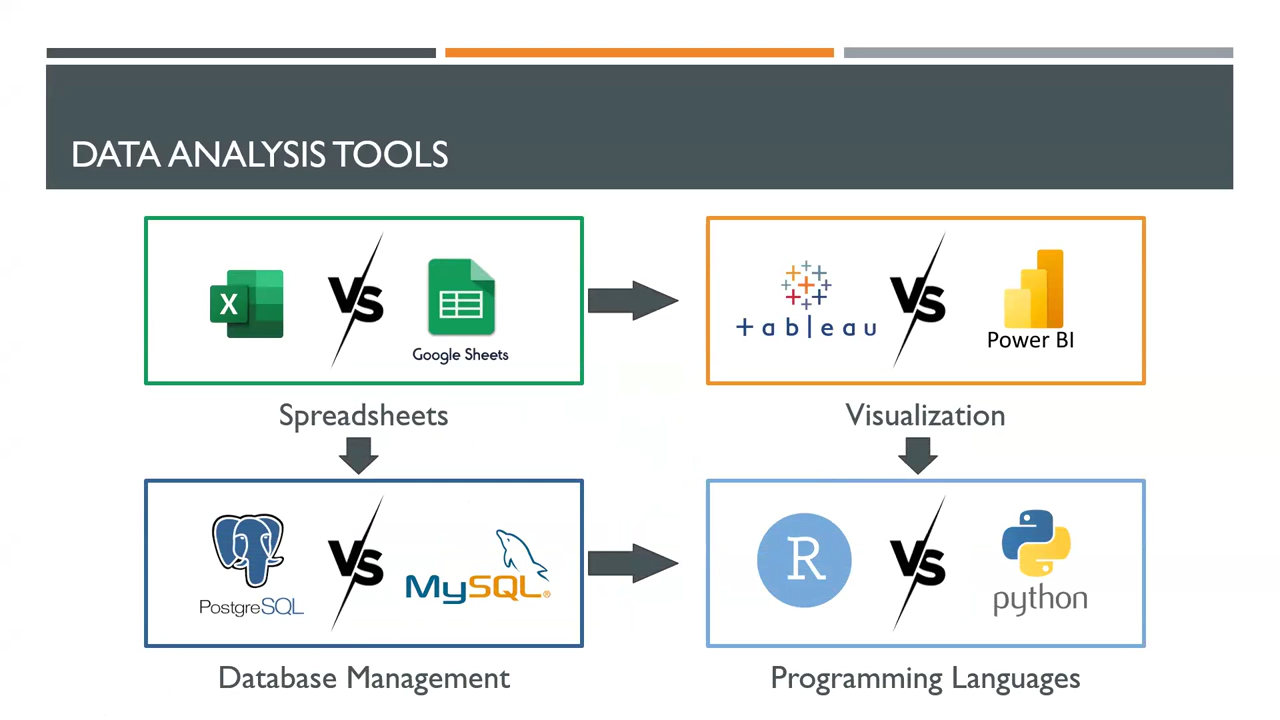 DATA ANALYSIS TOOLS
X
VS
Google Sheets
+ableau
VS
Power BI
Spreadsheets
Visualization
PostgreSQL
VS
MySQL®
R
VS
python
Database Management
Programming Languages